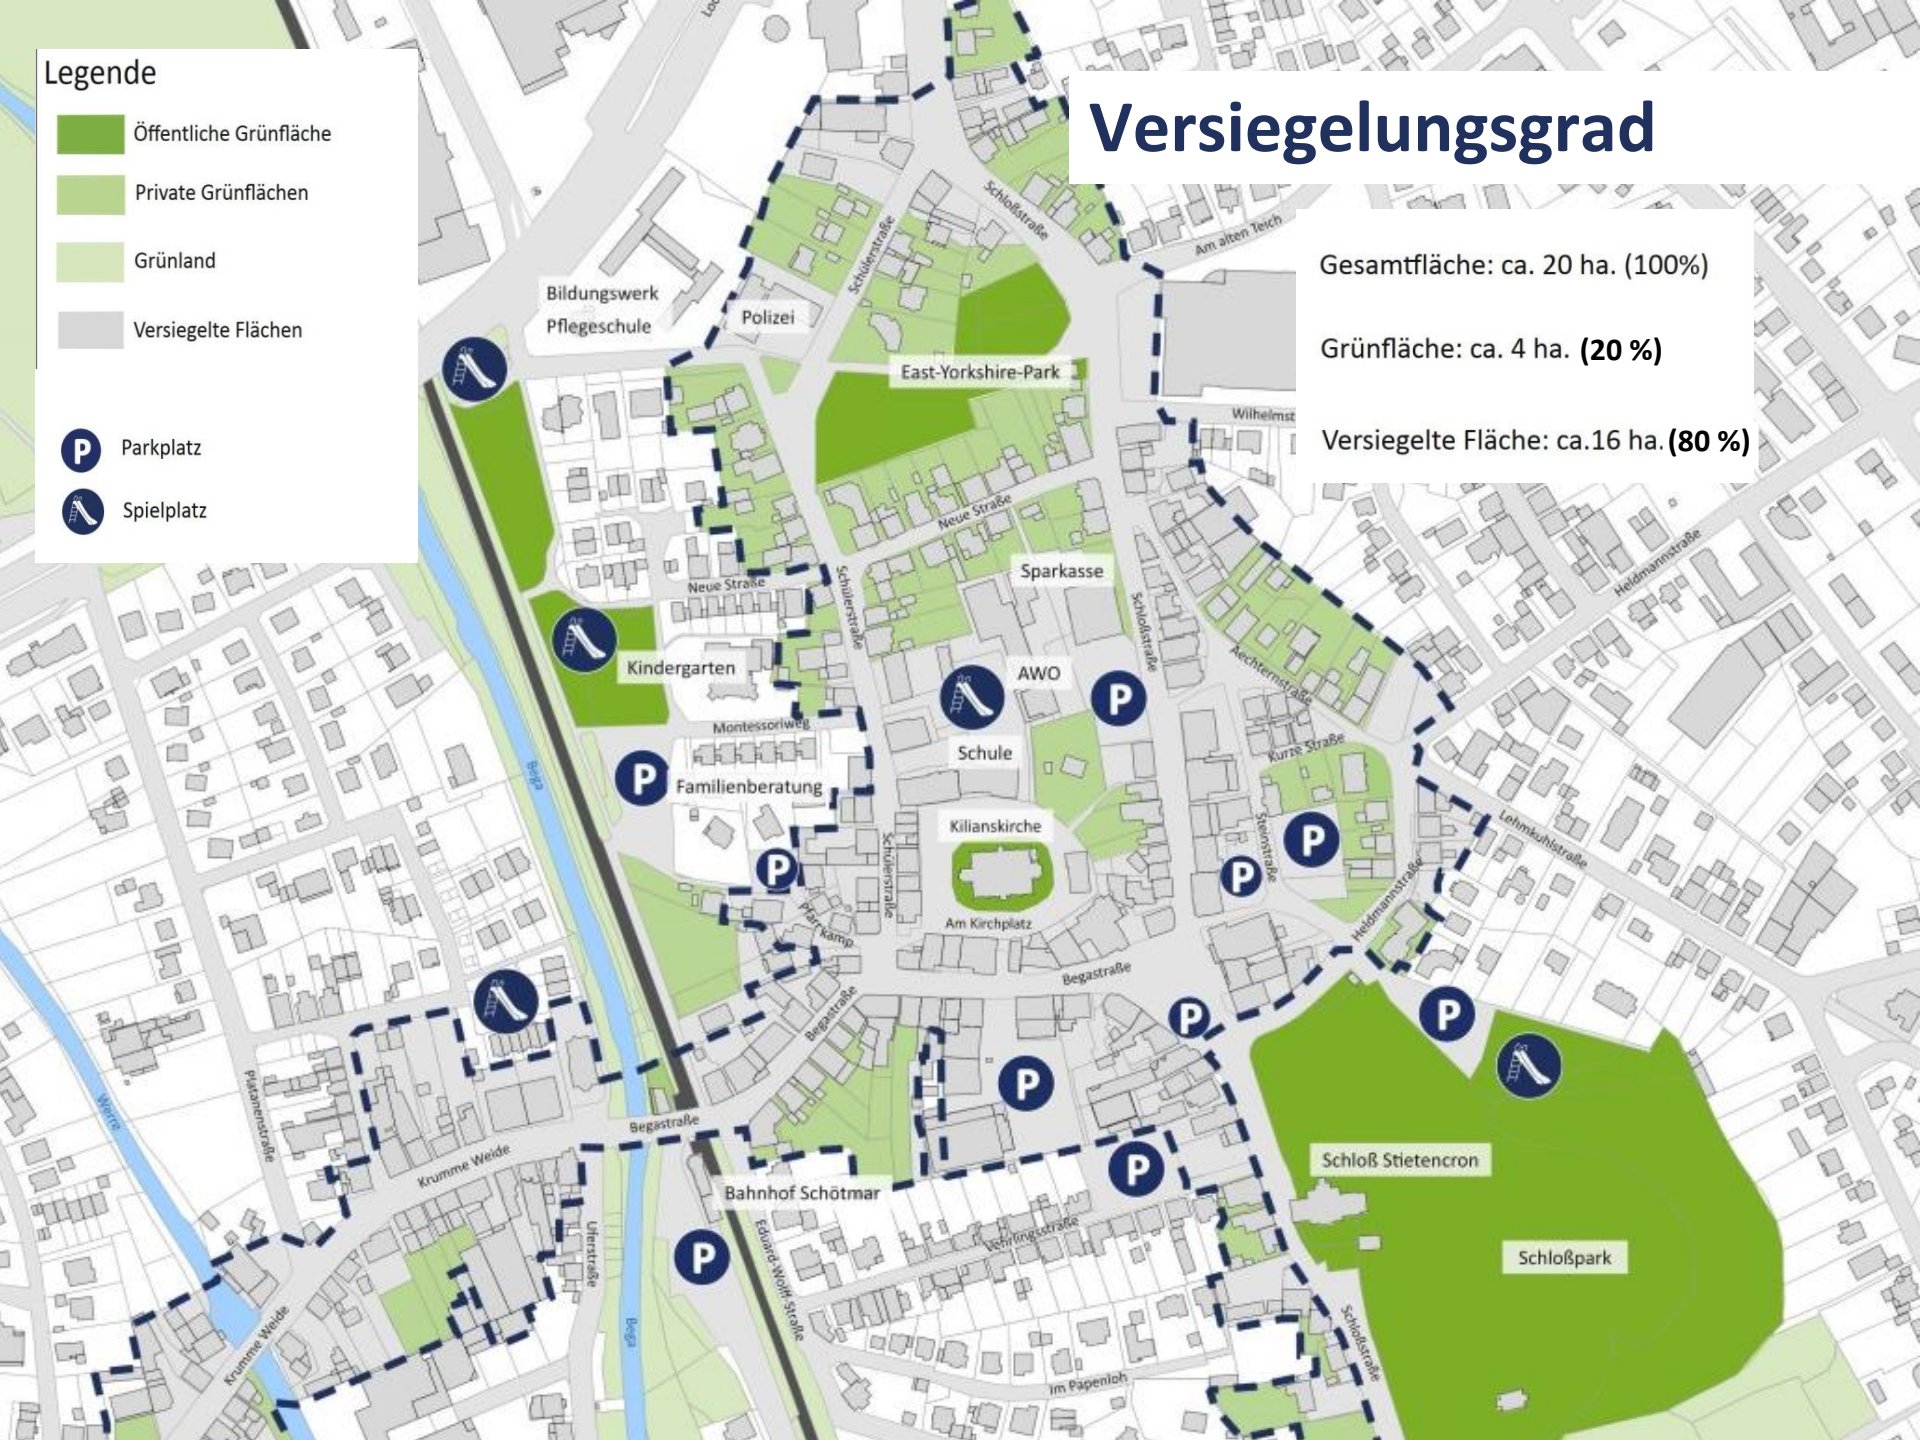 Versiegelungsgrad
Legende
Öffentliche Grünfläche
Private Grünflächen
Grünland
Versiegelte Flächen
P
Parkplatz
Spielplatz
Gesamtfläche: ca. 20 ha. (100%)
Grünfläche: ca. 4 ha. (20 %)
Versiegelte Fläche: ca.16 ha. (80 %)
Schloßstraße
Am alten Teich
Schülerstraße
Bildungswerk
Pflegeschule
Polizei
East-Yorkshire-Park
Wilhelmst
Neue Straße
Heldmannstraße
Sparkasse
Neue Straße
Schülerstraße
Schloßstraße
Kindergarten
AWO
P
Aechternstraße
Montessoriweg
Schule
Kurze Straße
Bega
P
Familienberatung
Kilianskirche
P
Steinstraße
P
P
Lehmkuhlstraße
Schülerstraße
Pfarrkamp
Am Kirchplatz
Heldmannstraße
Begastraße
Begastraße
P
P
Werre
Platanenstraße
P
Begastraße
Krumme Weide
P
Schloß Stietencron
Bahnhof Schötmar
Vehrlingsstraße
Uferstraße
P
Eduard-Wolff-Straße
Schloßpark
Krumme Weide
Bega
Schloßstraße
Im Papenloh